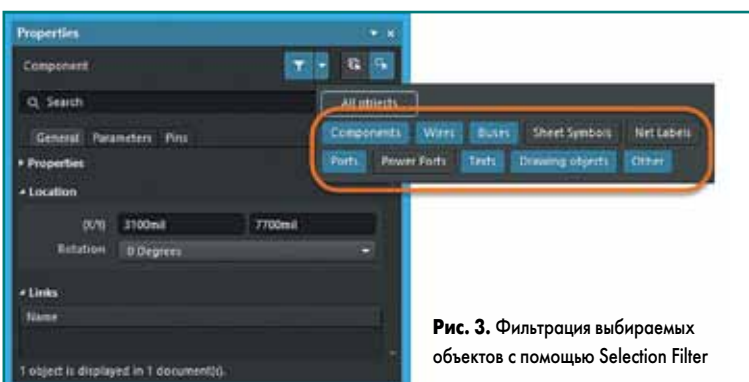 Properties
Component
Search
All objects
Components Wires Buses Sheet Symbols Net Labels
Ports Power Ports Texts Drawing objects Other
General Parameters Pins
Properties
Location
(X/Y) 3100mil 7700mil
Rotation 0 Degrees
Links
Name
1 object is displayed in 1 document(s).
Рис. 3. Фильтрация выбираемых
объектов с помощью Selection Filter